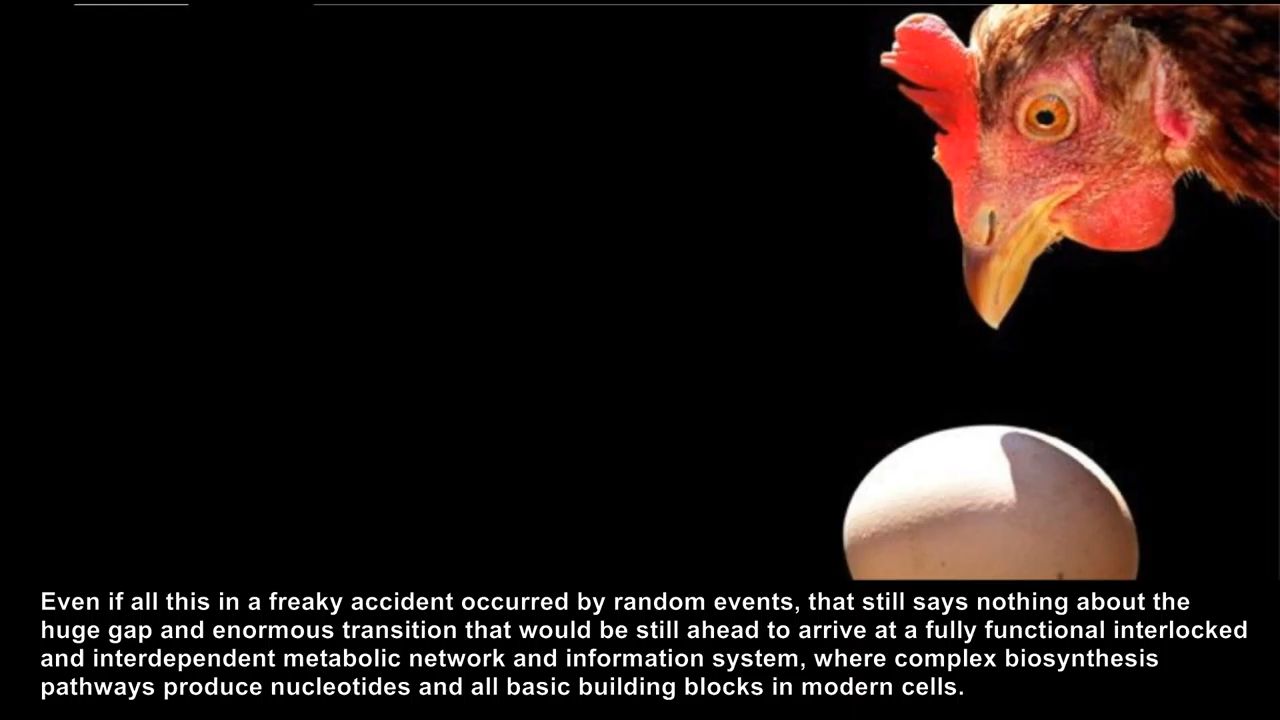 Even if all this in a freaky accident occurred by random events, that still says nothing about the
huge gap and enormous transition that would be still ahead to arrive at a fully functional interlocked
and interdependent metabolic network and information system, where complex biosynthesis
pathways produce nucleotides and all basic building blocks in modern cells.